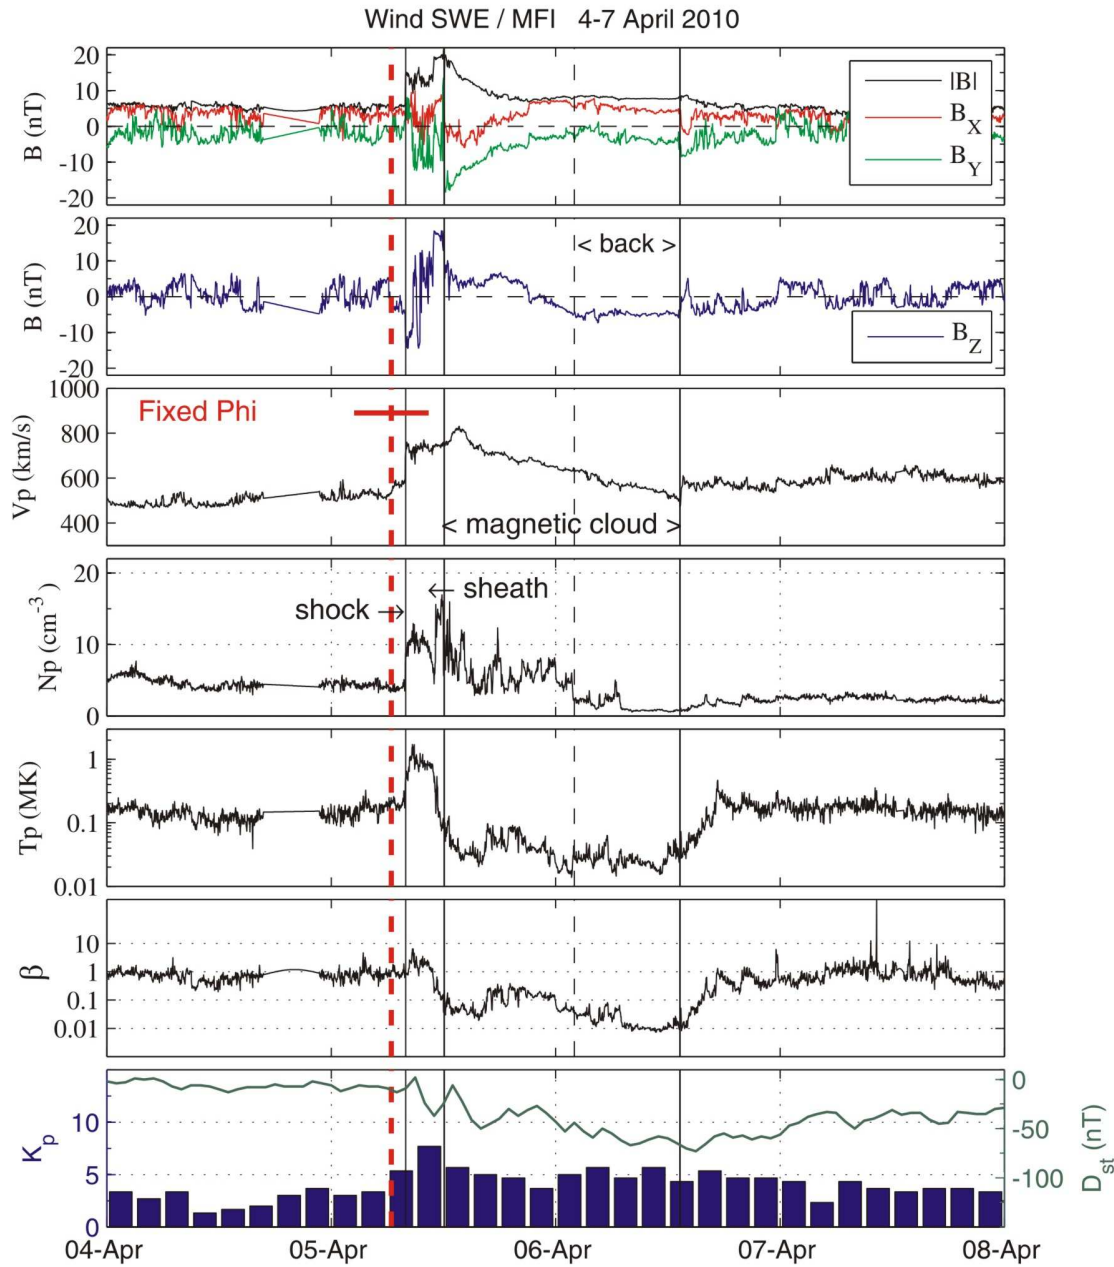 Wind SWE / MFI 4-7 April 2010
B (nT)
20
10
0
-10
-20
|B|
B_X
B_Y
B (nT)
20
10
0
-10
-20
< back >
B_Z
Vp (km/s)
1000
800
600
400
Fixed Phi
< magnetic cloud >
Np (cm⁻³)
20
10
0
shock →
← sheath
Tp (MK)
1
0.1
0.01
β
10
1
0.1
0.01
K_p
10
5
0
0
-50
-100
D_st (nT)
04-Apr 05-Apr 06-Apr 07-Apr 08-Apr